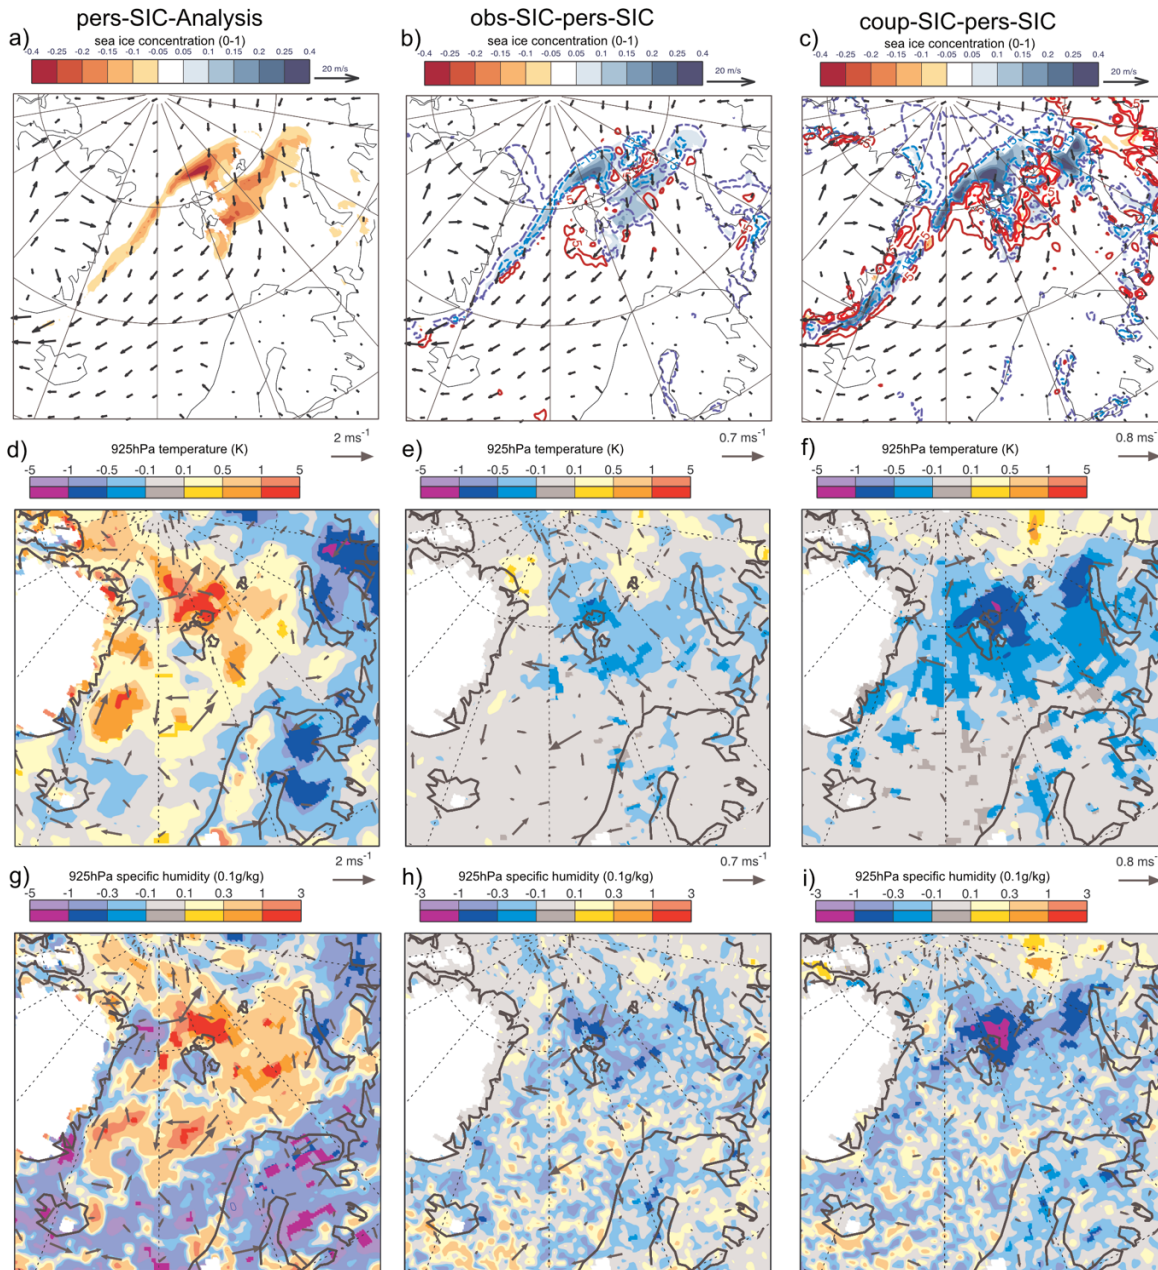 pers-SIC-Analysis
obs-SIC-pers-SIC
coup-SIC-pers-SIC
a)
sea ice concentration (0-1)
-0.4 -0.25 -0.15 -0.1 -0.05 0.05 0.1 0.15 0.25 0.4
20 m/s
b)
sea ice concentration (0-1)
-0.4 -0.25 -0.15 -0.1 -0.05 0.05 0.1 0.15 0.25 0.4
20 m/s
c)
sea ice concentration (0-1)
-0.4 -0.25 -0.15 -0.1 -0.05 0.05 0.1 0.15 0.25 0.4
20 m/s
d)
2 ms-1
925hPa temperature (K)
-5 -1 -0.5 -0.1 0.1 0.5 1 5
e)
0.7 ms-1
925hPa temperature (K)
-5 -1 -0.5 -0.1 0.1 0.5 1 5
f)
0.8 ms-1
925hPa temperature (K)
-5 -1 -0.5 -0.1 0.1 0.5 1 5
g)
2 ms-1
925hPa specific humidity (0.1g/kg)
-5 -1 -0.3 -0.1 0.1 0.3 1 3
h)
0.7 ms-1
925hPa specific humidity (0.1g/kg)
-3 -1 -0.3 -0.1 0.1 0.3 1 3
i)
0.8 ms-1
925hPa specific humidity (0.1g/kg)
-3 -1 -0.3 -0.1 0.1 0.3 1 3